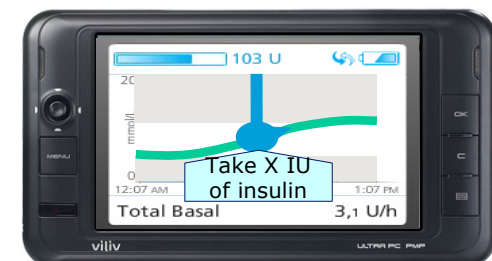 103 U
20
mmol/l
0
Take X IU
of insulin
12:07 AM
1:07 PM
Total Basal
3,1 U/h
MENU
OK
C
viliv
ULTRA PC PMP